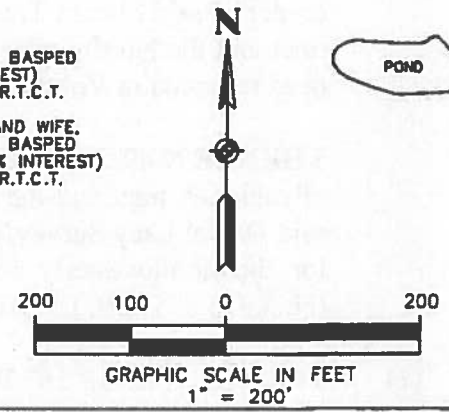 N
BASPED
EST)
R.T.C.T.
AND WIFE.
BASPED
% INTEREST)
R.T.C.T.
POND
200 100 0 200
GRAPHIC SCALE IN FEET
1" = 200'